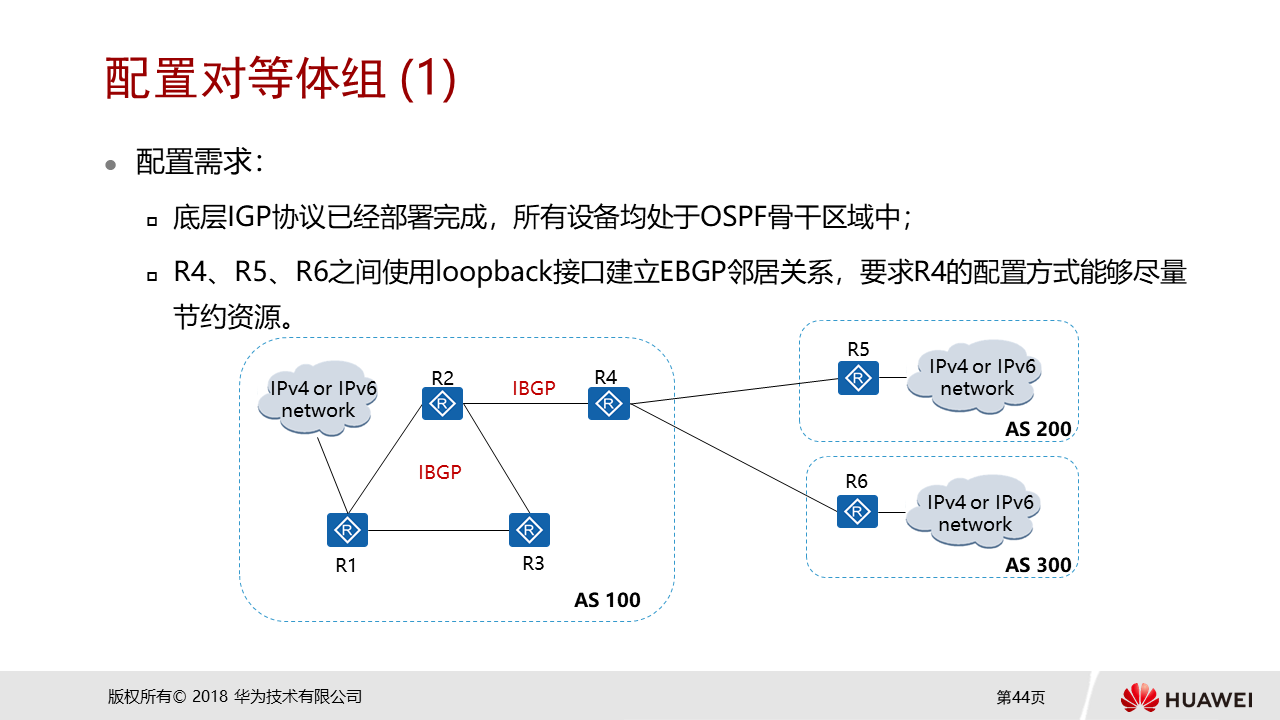 配置对等体组 (1)
配置需求：
底层IGP协议已经部署完成，所有设备均处于OSPF骨干区域中；
R4、R5、R6之间使用loopback接口建立EBGP邻居关系，要求R4的配置方式能够尽量
节约资源。
IPv4 or IPv6
network
R2
IBGP
R4
R5
IPv4 or IPv6
network
AS 200
IBGP
R6
IPv4 or IPv6
network
AS 300
R
R
R
R
R
R
R1
R3
AS 100
版权所有© 2018 华为技术有限公司
第44页
HUAWEI